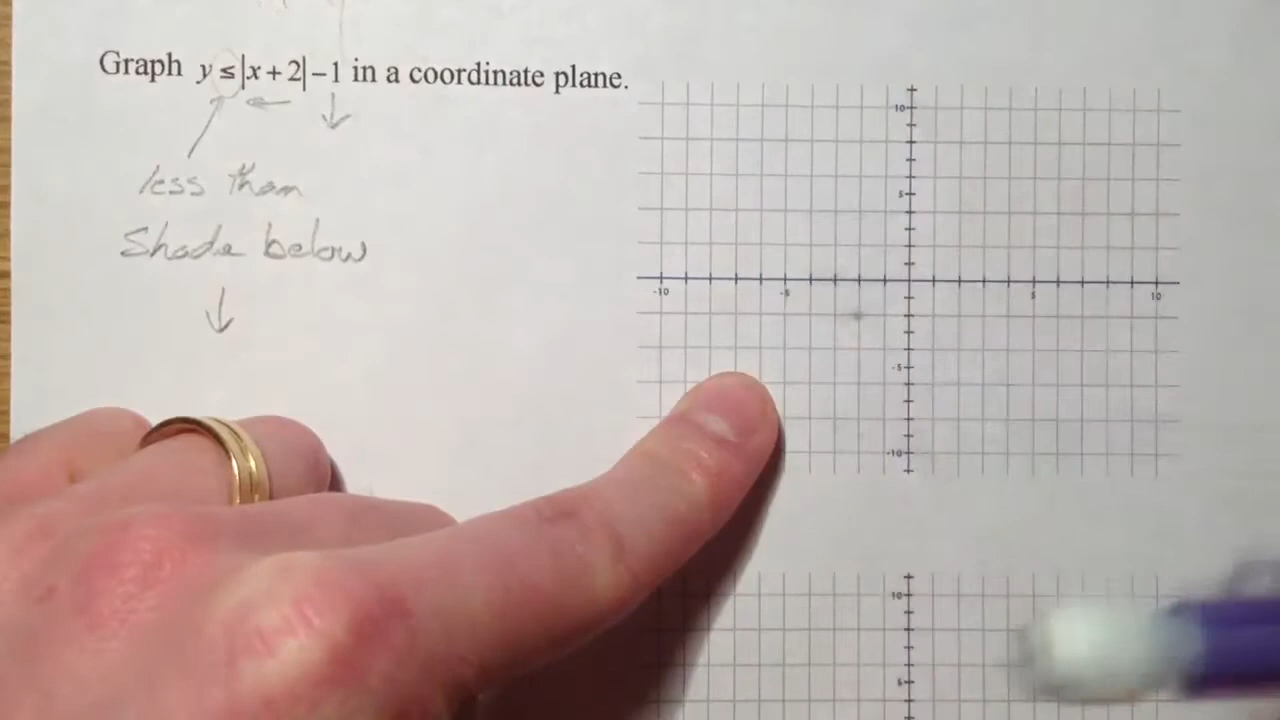 Graph y ≤ |x + 2| − 1 in a coordinate plane.
less than
Shade below
10
5
-10 -5 5 10
-5
-10
10
5